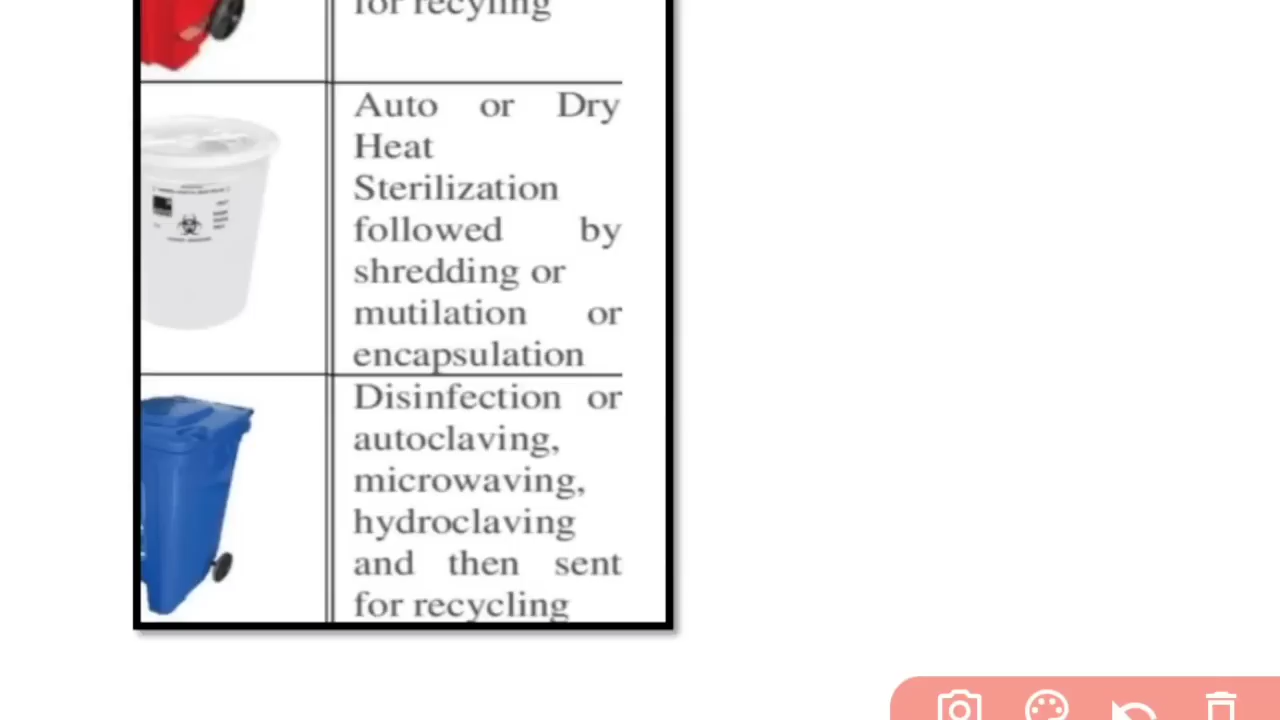 for recyling
Auto or Dry
Heat
Sterilization
followed by
shredding or
mutilation or
encapsulation
Disinfection or
autoclaving,
microwaving,
hydroclaving
and then sent
for recycling